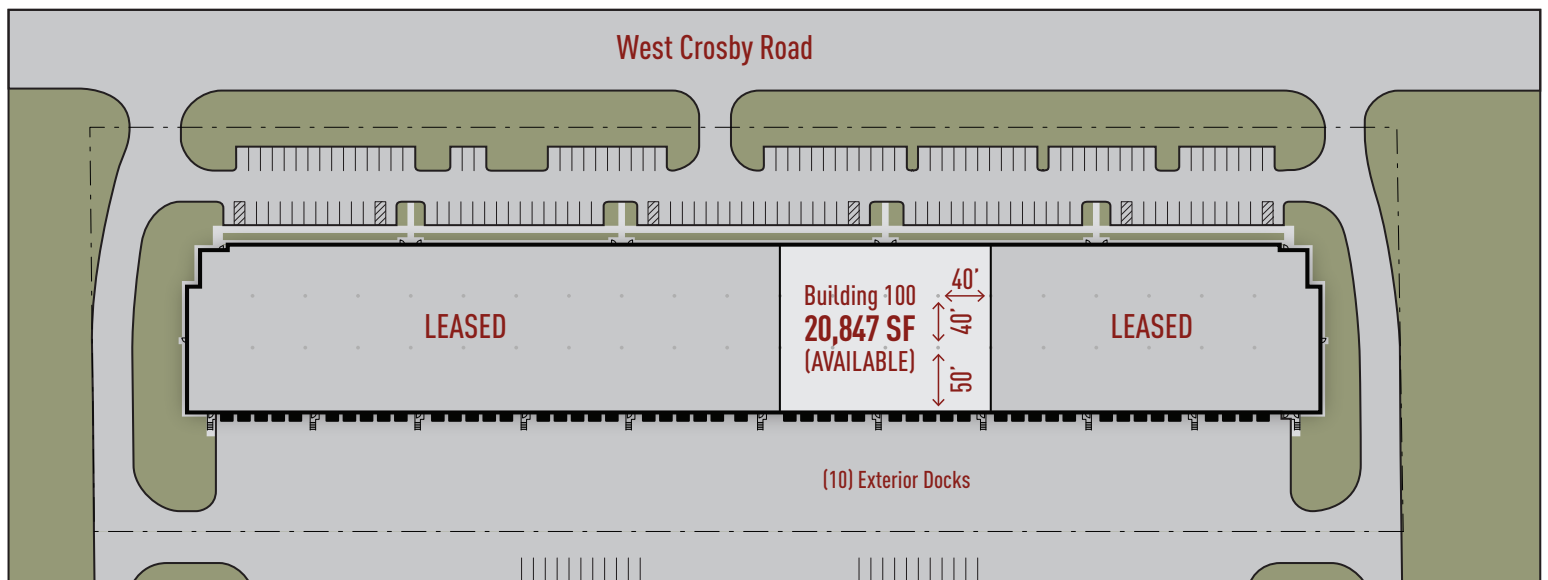 West Crosby Road
LEASED
Building 100
20,847 SF
(AVAILABLE)
40'
40'
50'
LEASED
(10) Exterior Docks